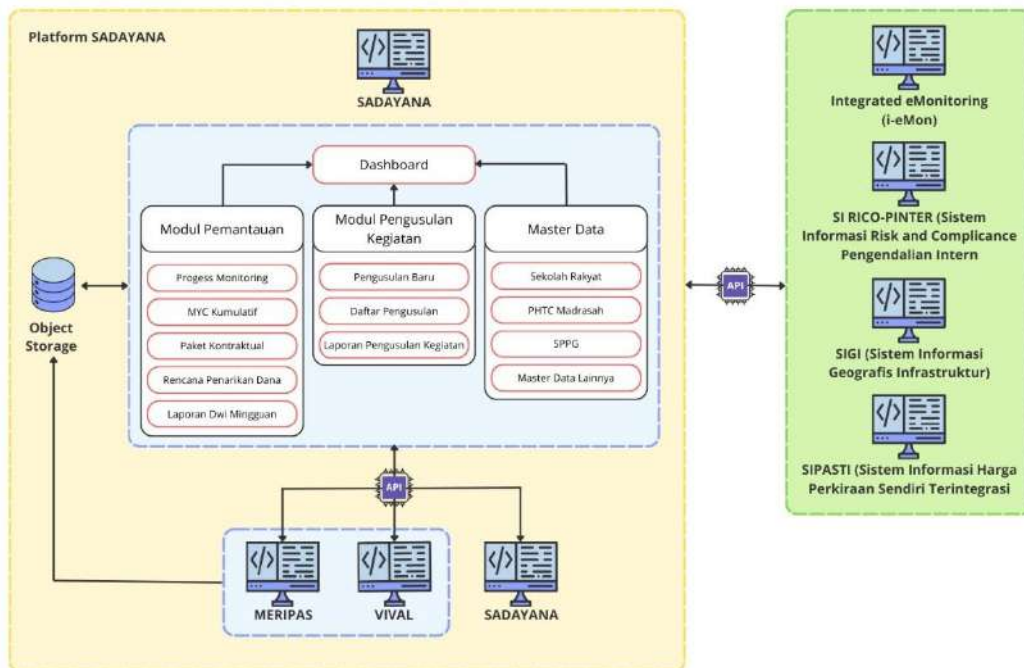 Platform SADAYANA
SADAYANA
Dashboard
Modul Pemantauan
Progess Monitoring
MYC Kumulatif
Paket Kontraktual
Rencana Penarikan Dana
Laporan Dwi Mingguan
Modul Pengusulan
Kegiatan
Pengusulan Baru
Daftar Pengusulan
Laporan Pengusulan Kegiatan
Master Data
Sekolah Rakyat
PHTC Madrasah
SPPG
Master Data Lainnya
Object
Storage
API
MERIPAS
VIVAL
SADAYANA
API
Integrated eMonitoring
(i-eMon)
SI RICO-PINTER (Sistem
Informasi Risk and Complicance
Pengendalian Intern
SIGI (Sistem Informasi
Geografis Infrastruktur)
SIPASTI (Sistem Informasi Harga
Perkiraan Sendiri Terintegrasi